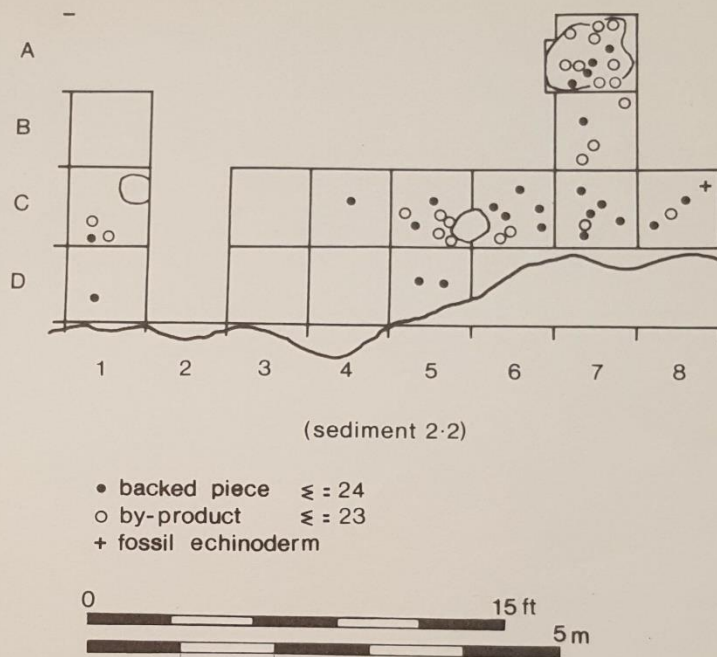 A
B
C
D
1 2 3 4 5 6 7 8
(sediment 2·2)
• backed piece ≤ = 24
○ by-product ≤ = 23
+ fossil echinoderm
0 15 ft
5 m